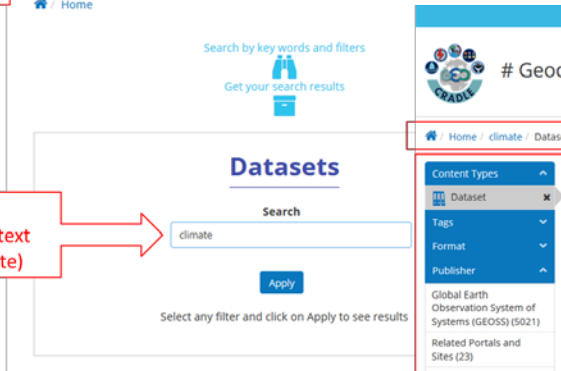 Home
Search by key words and filters
Get your search results
Datasets
Search
climate
Apply
Select any filter and click on Apply to see results
text
te)
GEO
CRADLE
# Geoc
Home / climate / Datas
Content Types
Dataset x
Tags
Format
Publisher
Global Earth
Observation System of
Systems (GEOSS) (5021)
Related Portals and
Sites (23)